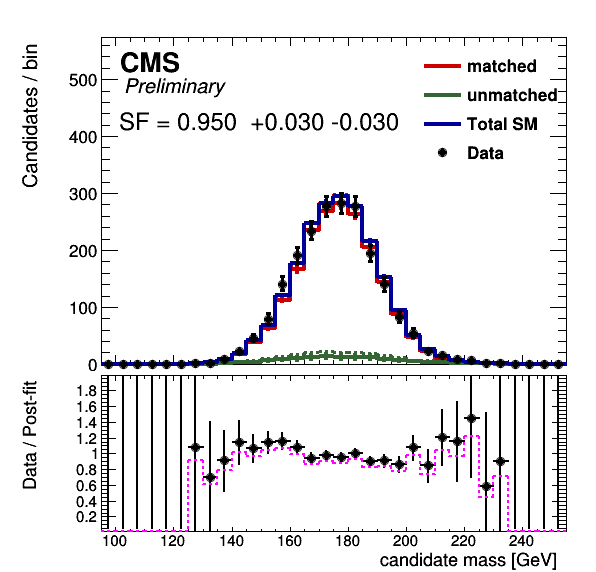 CMS
Preliminary
SF = 0.950 +0.030 -0.030
matched
unmatched
Total SM
Data
Candidates / bin
500
400
300
200
100
0
Data / Post-fit
1.8
1.6
1.4
1.2
1
0.8
0.6
0.4
0.2
100 120 140 160 180 200 220 240
candidate mass [GeV]